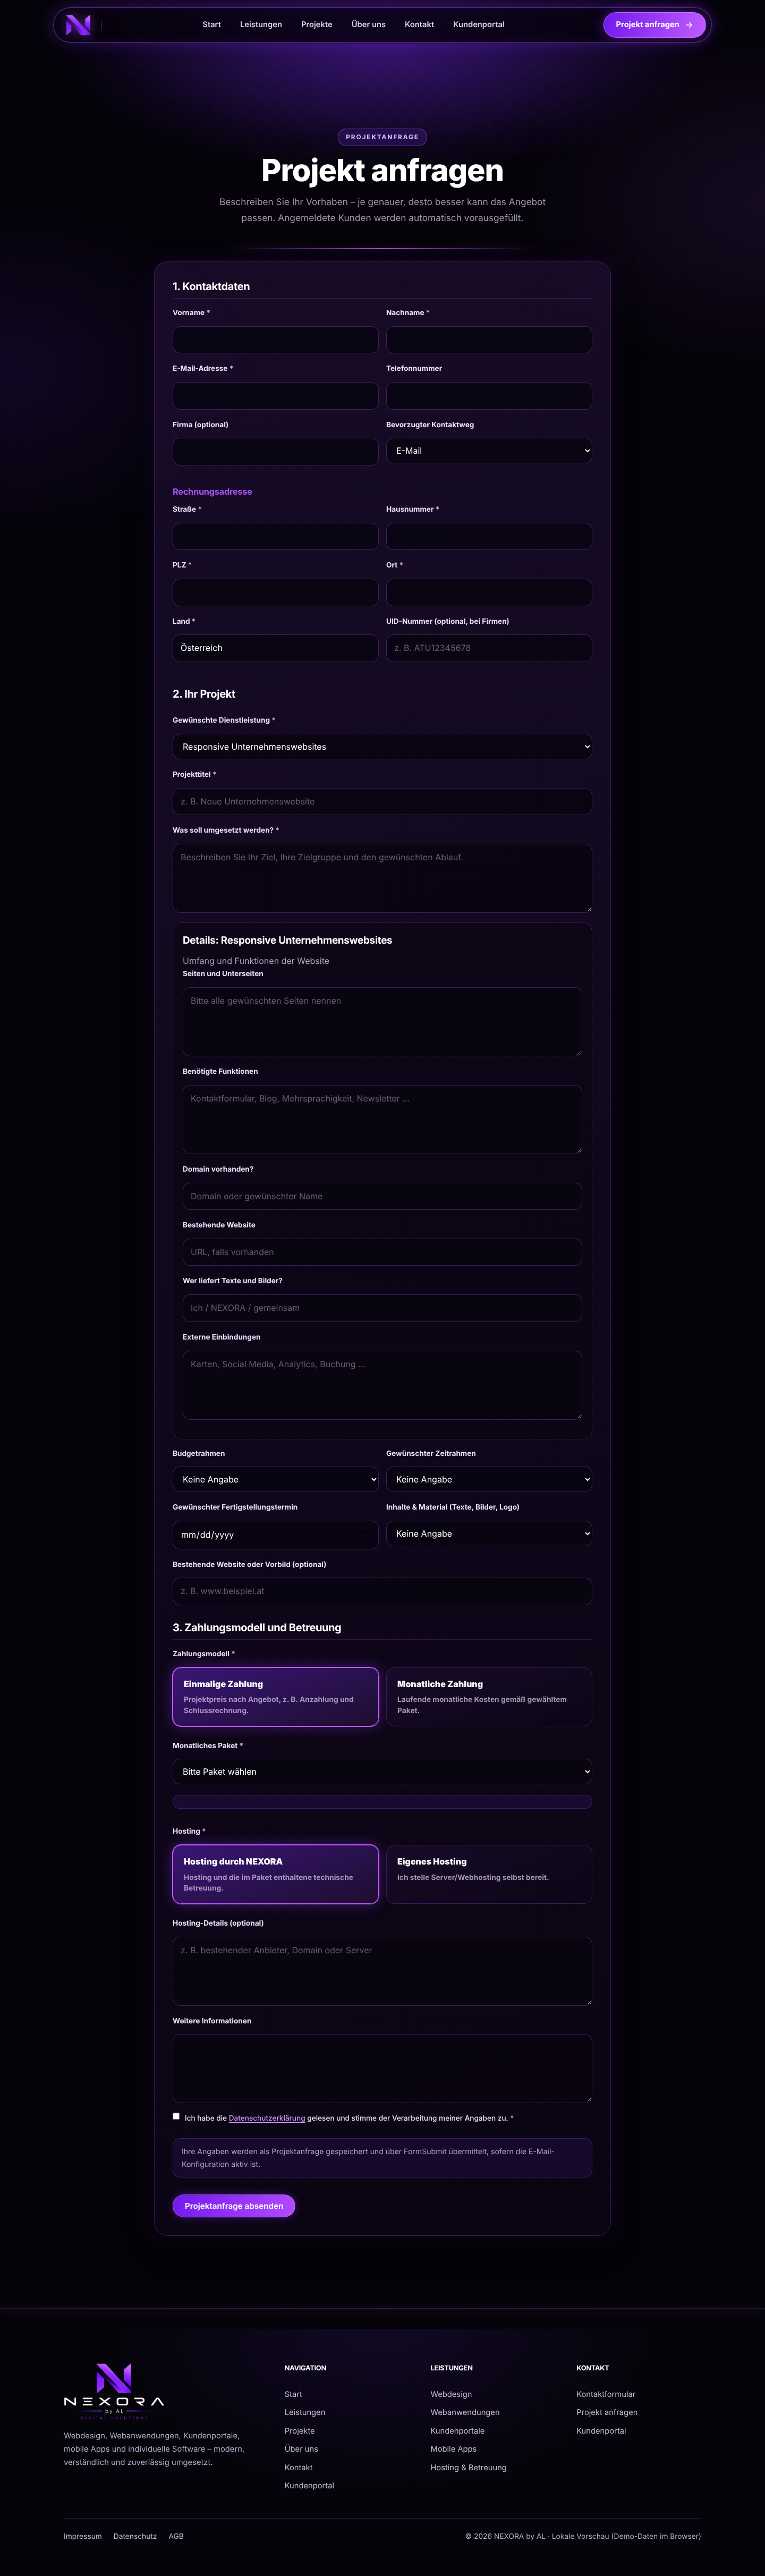 Start
Leistungen
Projekte
Über uns
Kontakt
Kundenportal
Projekt anfragen →
PROJEKTANFRAGE
Projekt anfragen
Beschreiben Sie Ihr Vorhaben – je genauer, desto besser kann das Angebot
passen. Angemeldete Kunden werden automatisch vorausgefüllt.
1. Kontaktdaten
Vorname *
Nachname *
E-Mail-Adresse *
Telefonnummer
Firma (optional)
Bevorzugter Kontaktweg
E-Mail
Rechnungsadresse
Straße *
Hausnummer *
PLZ *
Ort *
Land *
UID-Nummer (optional, bei Firmen)
Österreich
z. B. ATU12345678
2. Ihr Projekt
Gewünschte Dienstleistung *
Responsive Unternehmenswebsites
Projekttitel *
z. B. Neue Unternehmenswebsite
Was soll umgesetzt werden? *
Beschreiben Sie Ihr Ziel, Ihre Zielgruppe und den gewünschten Ablauf.
Details: Responsive Unternehmenswebsites
Umfang und Funktionen der Website
Seiten und Unterseiten
Bitte alle gewünschten Seiten nennen
Benötigte Funktionen
Kontaktformular, Blog, Mehrsprachigkeit, Newsletter ...
Domain vorhanden?
Domain oder gewünschter Name
Bestehende Website
URL, falls vorhanden
Wer liefert Texte und Bilder?
Ich / NEXORA / gemeinsam
Externe Einbindungen
Karten, Social Media, Analytics, Buchung ...
Budgetrahmen
Gewünschter Zeitrahmen
Keine Angabe
Keine Angabe
Gewünschter Fertigstellungstermin
Inhalte & Material (Texte, Bilder, Logo)
mm/dd/yyyy
Keine Angabe
Bestehende Website oder Vorbild (optional)
z. B. www.beispiel.at
3. Zahlungsmodell und Betreuung
Zahlungsmodell *
Einmalige Zahlung
Projektpreis nach Angebot, z. B. Anzahlung und
Schlussrechnung.
Monatliche Zahlung
Laufende monatliche Kosten gemäß gewähltem
Paket.
Monatliches Paket *
Bitte Paket wählen
Hosting *
Hosting durch NEXORA
Hosting und die im Paket enthaltene technische
Betreuung.
Eigenes Hosting
Ich stelle Server/Webhosting selbst bereit.
Hosting-Details (optional)
z. B. bestehender Anbieter, Domain oder Server
Weitere Informationen
Ich habe die Datenschutzerklärung gelesen und stimme der Verarbeitung meiner Angaben zu. *
Ihre Angaben werden als Projektanfrage gespeichert und über FormSubmit übermittelt, sofern die E-Mail-
Konfiguration aktiv ist.
Projektanfrage absenden
NEXORA
by AL
DIGITAL SOLUTIONS
Webdesign, Webanwendungen, Kundenportale,
mobile Apps und individuelle Software – modern,
verständlich und zuverlässig umgesetzt.
NAVIGATION
Start
Leistungen
Projekte
Über uns
Kontakt
Kundenportal
LEISTUNGEN
Webdesign
Webanwendungen
Kundenportale
Mobile Apps
Hosting & Betreuung
KONTAKT
Kontaktformular
Projekt anfragen
Kundenportal
Impressum
Datenschutz
AGB
© 2026 NEXORA by AL · Lokale Vorschau (Demo-Daten im Browser)